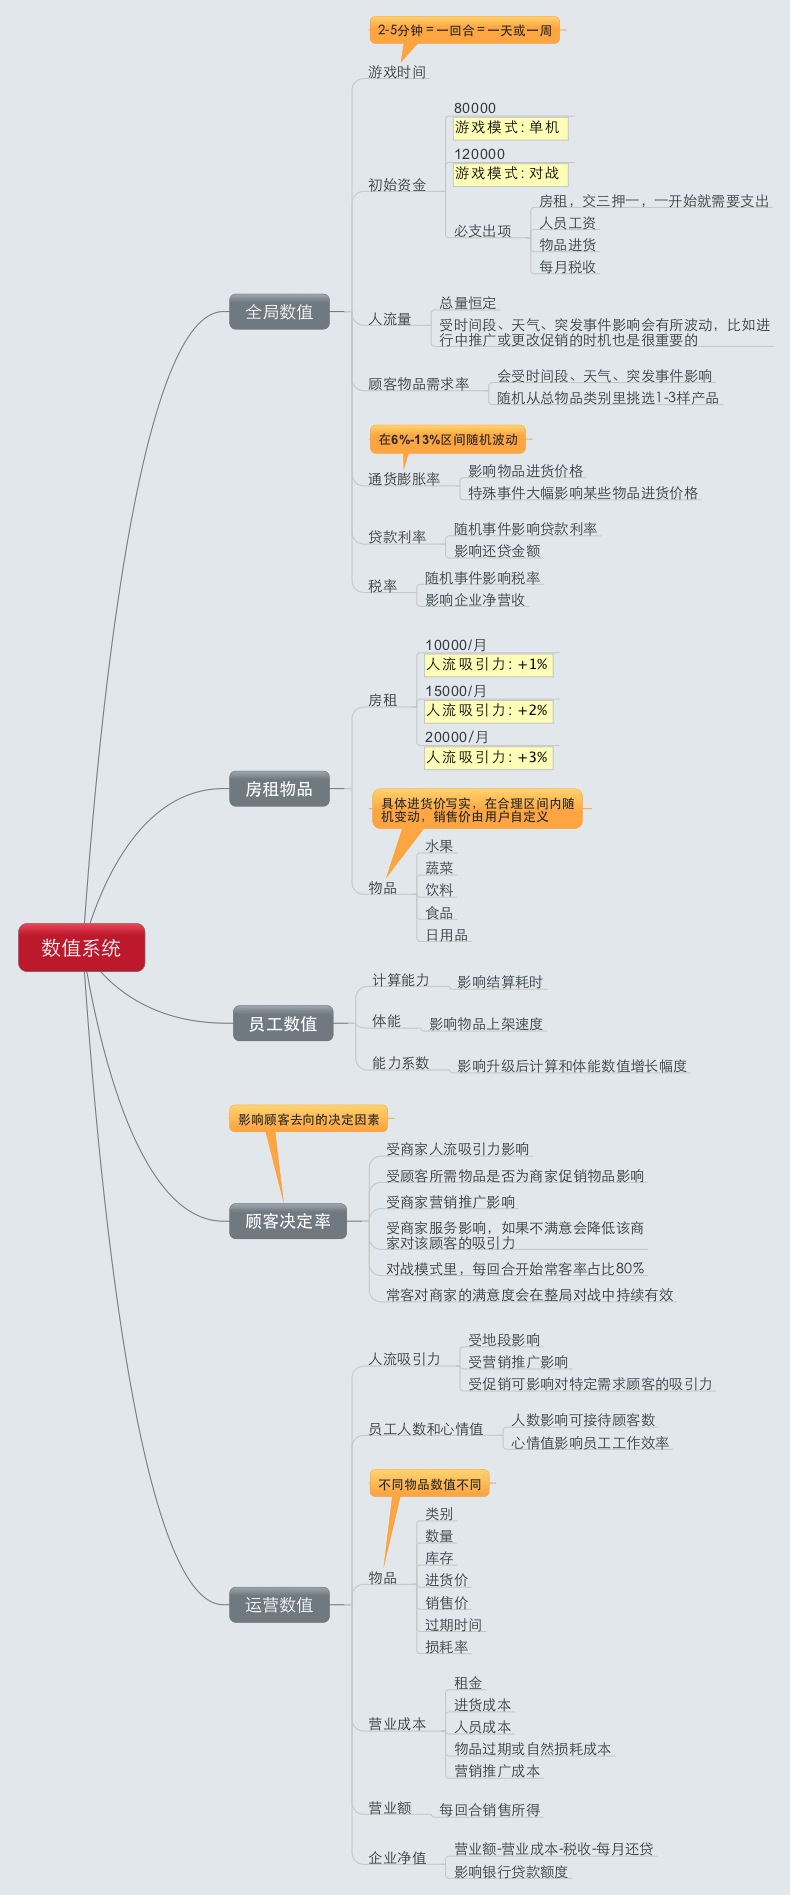 2-5分钟=一回合=一天或一周
游戏时间
80000
游戏模式:单机
120000
游戏模式:对战
初始资金
房租，交三押一，一开始就需要支出
人员工资
必支出项
物品进货
每月税收
全局数值
总量恒定
人流量
受时间段、天气、突发事件影响会有所波动，比如进
行中推广或更改促销的时机也是很重要的
会受时间段、天气、突发事件影响
顾客物品需求率
随机从总物品类别里挑选1-3样产品
在6%-13%区间随机波动
影响物品进货价格
通货膨胀率
特殊事件大幅影响某些物品进货价格
随机事件影响贷款利率
贷款利率
影响还贷金额
随机事件影响税率
税率
影响企业净营收
10000/月
人流吸引力:+1%
15000/月
房租
人流吸引力:+2%
20000/月
人流吸引力:+3%
房租物品
具体进货价写实，在合理区间内随
机变动，销售价由用户自定义
水果
蔬菜
物品
饮料
食品
日用品
数值系统
计算能力
影响结算耗时
员工数值
体能
影响物品上架速度
能力系数
影响升级后计算和体能数值增长幅度
影响顾客去向的决定因素
受商家人流吸引力影响
受顾客所需物品是否为商家促销物品影响
受商家营销推广影响
顾客决定率
受商家服务影响，如果不满意会降低该商
家对该顾客的吸引力
对战模式里，每回合开始常客率占比80%
常客对商家的满意度会在整局对战中持续有效
受地段影响
人流吸引力
受营销推广影响
受促销可影响对特定需求顾客的吸引力
人数影响可接待顾客数
员工人数和心情值
心情值影响员工工作效率
不同物品数值不同
类别
数量
库存
物品
进货价
销售价
过期时间
损耗率
运营数值
租金
进货成本
营业成本
人员成本
物品过期或自然损耗成本
营销推广成本
营业额
每回合销售所得
营业额-营业成本-税收-每月还贷
企业净值
影响银行贷款额度